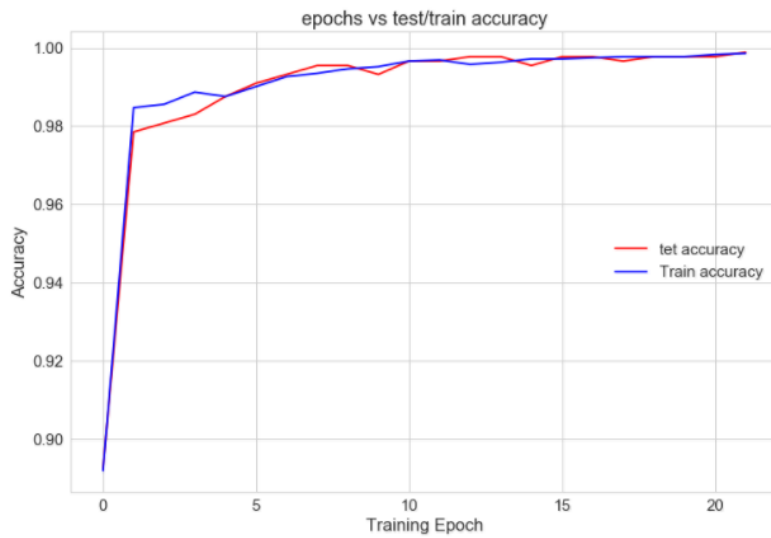 epochs vs test/train accuracy
1.00
0.98
0.96
0.94
0.92
0.90
Accuracy
tet accuracy
Train accuracy
0 5 10 15 20
Training Epoch